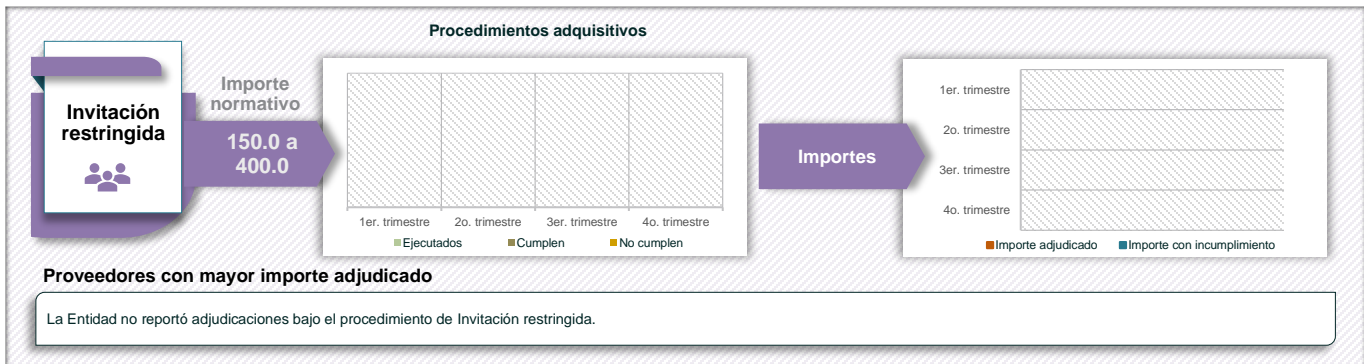 Procedimientos adquisitivos
Invitación
restringida
Importe
normativo
150.0 a
400.0
1er. trimestre 2o. trimestre 3er. trimestre 4o. trimestre
Ejecutados Cumplen No cumplen
Importes
1er. trimestre
2o. trimestre
3er. trimestre
4o. trimestre
Importe adjudicado Importe con incumplimiento
Proveedores con mayor importe adjudicado
La Entidad no reportó adjudicaciones bajo el procedimiento de Invitación restringida.